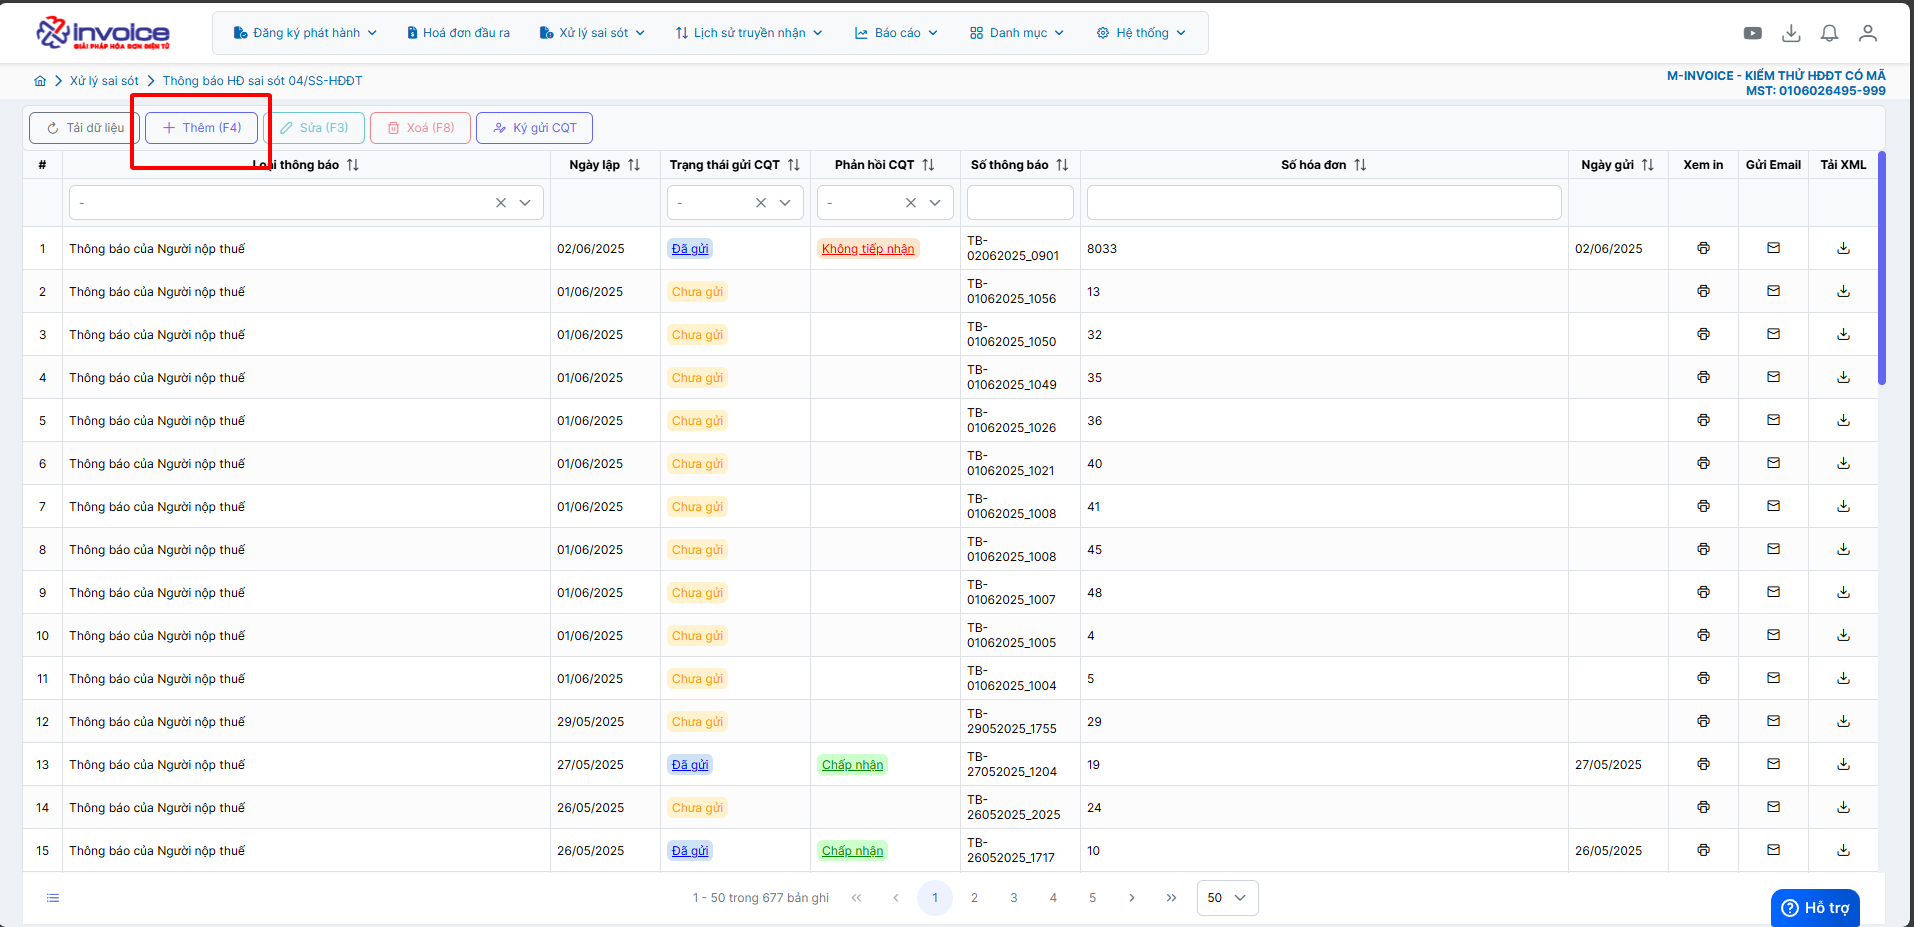 Invoice
GIẢI PHÁP HÓA ĐƠN ĐIỆN TỬ
Đăng ký phát hành
Hoá đơn đầu ra
Xử lý sai sót
Lịch sử truyền nhận
Báo cáo
Danh mục
Hệ thống
Xử lý sai sót
Thông báo HĐ sai sót 04/SS-HĐĐT
M-INVOICE - KIỂM THỬ HĐĐT CÓ MÃ
MST: 0106026495-999
Tải dữ liệu
Thêm (F4)
Sửa (F3)
Xoá (F8)
Ký gửi CQT
# Loại thông báo Ngày lập Trạng thái gửi CQT Phản hồi CQT Số thông báo Số hóa đơn Ngày gửi Xem in Gửi Email Tải XML
- - -
1 Thông báo của Người nộp thuế 02/06/2025 Đã gửi Không tiếp nhận TB-02062025_0901 8033 02/06/2025
2 Thông báo của Người nộp thuế 01/06/2025 Chưa gửi TB-01062025_1056 13
3 Thông báo của Người nộp thuế 01/06/2025 Chưa gửi TB-01062025_1050 32
4 Thông báo của Người nộp thuế 01/06/2025 Chưa gửi TB-01062025_1049 35
5 Thông báo của Người nộp thuế 01/06/2025 Chưa gửi TB-01062025_1026 36
6 Thông báo của Người nộp thuế 01/06/2025 Chưa gửi TB-01062025_1021 40
7 Thông báo của Người nộp thuế 01/06/2025 Chưa gửi TB-01062025_1008 41
8 Thông báo của Người nộp thuế 01/06/2025 Chưa gửi TB-01062025_1008 45
9 Thông báo của Người nộp thuế 01/06/2025 Chưa gửi TB-01062025_1007 48
10 Thông báo của Người nộp thuế 01/06/2025 Chưa gửi TB-01062025_1005 4
11 Thông báo của Người nộp thuế 01/06/2025 Chưa gửi TB-01062025_1004 5
12 Thông báo của Người nộp thuế 29/05/2025 Chưa gửi TB-29052025_1755 29
13 Thông báo của Người nộp thuế 27/05/2025 Đã gửi Chấp nhận TB-27052025_1204 19 27/05/2025
14 Thông báo của Người nộp thuế 26/05/2025 Chưa gửi TB-26052025_2025 24
15 Thông báo của Người nộp thuế 26/05/2025 Đã gửi Chấp nhận TB-26052025_1717 10 26/05/2025
1 - 50 trong 677 bản ghi 1 2 3 4 5 50
Hỗ trợ